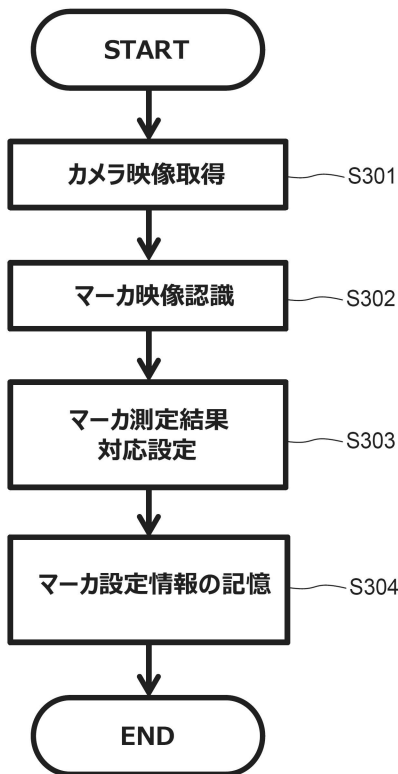 START
カメラ映像取得
S301
マーカ映像認識
S302
マーカ測定結果
対応設定
S303
マーカ設定情報の記憶
S304
END